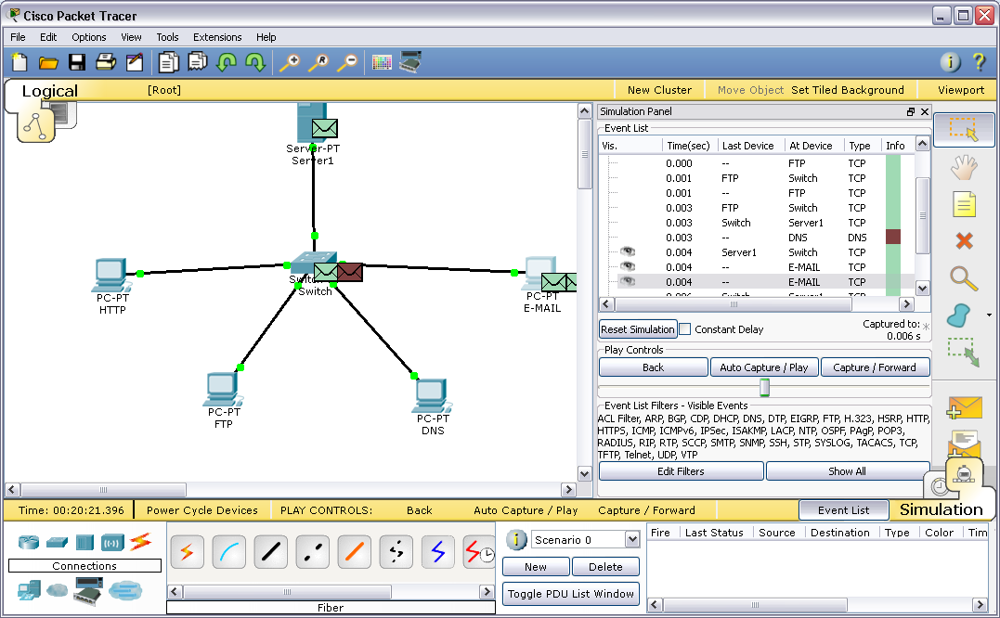 Cisco Packet Tracer
File Edit Options View Tools Extensions Help
Logical [Root] New Cluster Move Object Set Tiled Background Viewport
Server-PT
Server1
Switch
PC-PT
HTTP
PC-PT
E-MAIL
PC-PT
FTP
PC-PT
DNS
Simulation Panel
Event List
Vis. Time(sec) Last Device At Device Type Info
0.000 -- FTP TCP
0.001 FTP Switch TCP
0.001 -- FTP TCP
0.003 FTP Switch TCP
0.003 Switch Server1 TCP
0.003 -- DNS DNS
0.004 Server1 Switch TCP
0.004 -- E-MAIL TCP
0.004 -- E-MAIL TCP
0.006 Switch Server1 TCP
Reset Simulation Constant Delay Captured to: *
0.006 s
Play Controls
Back Auto Capture / Play Capture / Forward
Event List Filters - Visible Events
ACL Filter, ARP, BGP, CDP, DHCP, DNS, DTP, EIGRP, FTP, H.323, HSRP, HTTP,
HTTPS, ICMP, ICMPv6, IPSec, ISAKMP, LACP, NTP, OSPF, PAgP, POP3,
RADIUS, RIP, RTP, SCCP, SMTP, SNMP, SSH, STP, SYSLOG, TACACS, TCP,
TFTP, Telnet, UDP, VTP
Edit Filters Show All
Time: 00:20:21.396 Power Cycle Devices PLAY CONTROLS: Back Auto Capture / Play Capture / Forward Event List Simulation
Connections
Fiber
Scenario 0
New Delete
Toggle PDU List Window
Fire Last Status Source Destination Type Color Tim